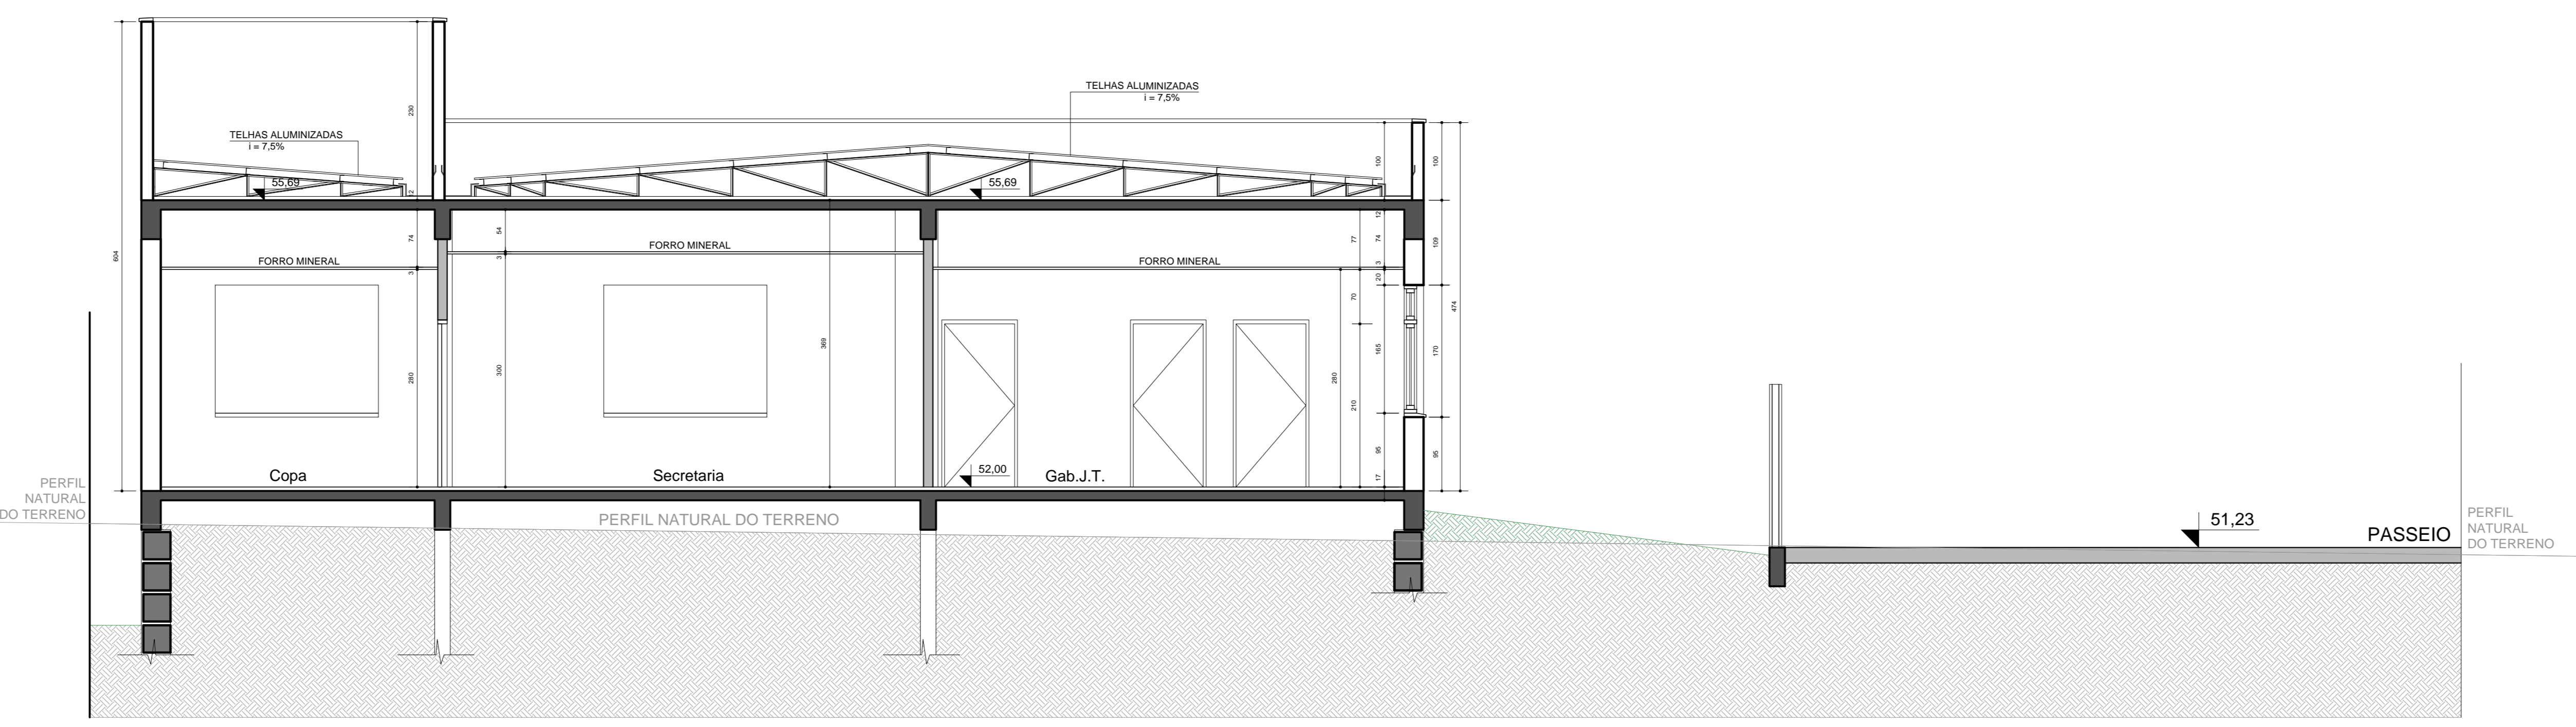 230
TELHAS ALUMINIZADAS
i = 7,5%
TELHAS ALUMINIZADAS
i = 7,5%
55,69
12
55,69
100
100
604
74
3
FORRO MINERAL
54
3
FORRO MINERAL
FORRO MINERAL
77
12
74
3
20
109
474
280
300
369
280
70
210
165
95
17
170
95
Copa
Secretaria
52,00
Gab.J.T.
PERFIL
NATURAL
DO TERRENO
PERFIL NATURAL DO TERRENO
51,23
PASSEIO
PERFIL
NATURAL
DO TERRENO